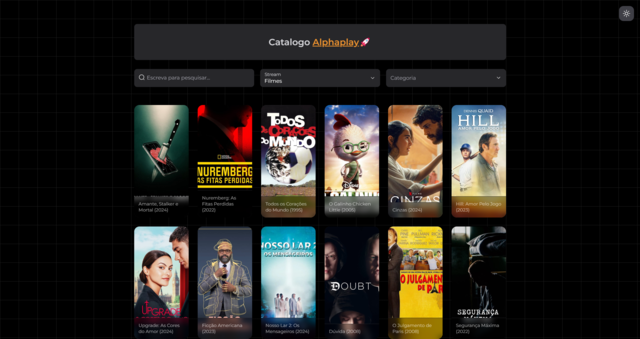 Catalogo Alphaplay 🚀
Escreva para pesquisar...
Stream
Filmes
Categoria
Amante, Stalker e
Mortal (2024)
NUREMBERG
AS FITAS PERDIDAS
Nuremberg: As
Fitas Perdidas
(2023)
TODOS
OS CORAÇÕES
DO MUNDO
Todos os Corações
do Mundo (1995)
Disney
O Galinho Chicken
Little (2005)
CINZAS
Cinzas (2024)
DENNIS QUAID
HILL
Hill: Amor Pelo Jogo
(2023)
UPGRADE
Upgrade: As Cores
do Amor (2024)
Ficção Americana
(2023)
NOSSO LAR 2
OS MENSAGEIROS
Nosso Lar 2: Os
Mensageiros (2024)
DOUBT
Dúvida (2008)
O JULGAMENTO
DE PARIS
O Julgamento de
Paris (2008)
SEGURANÇA
Segurança Máxima
(2022)